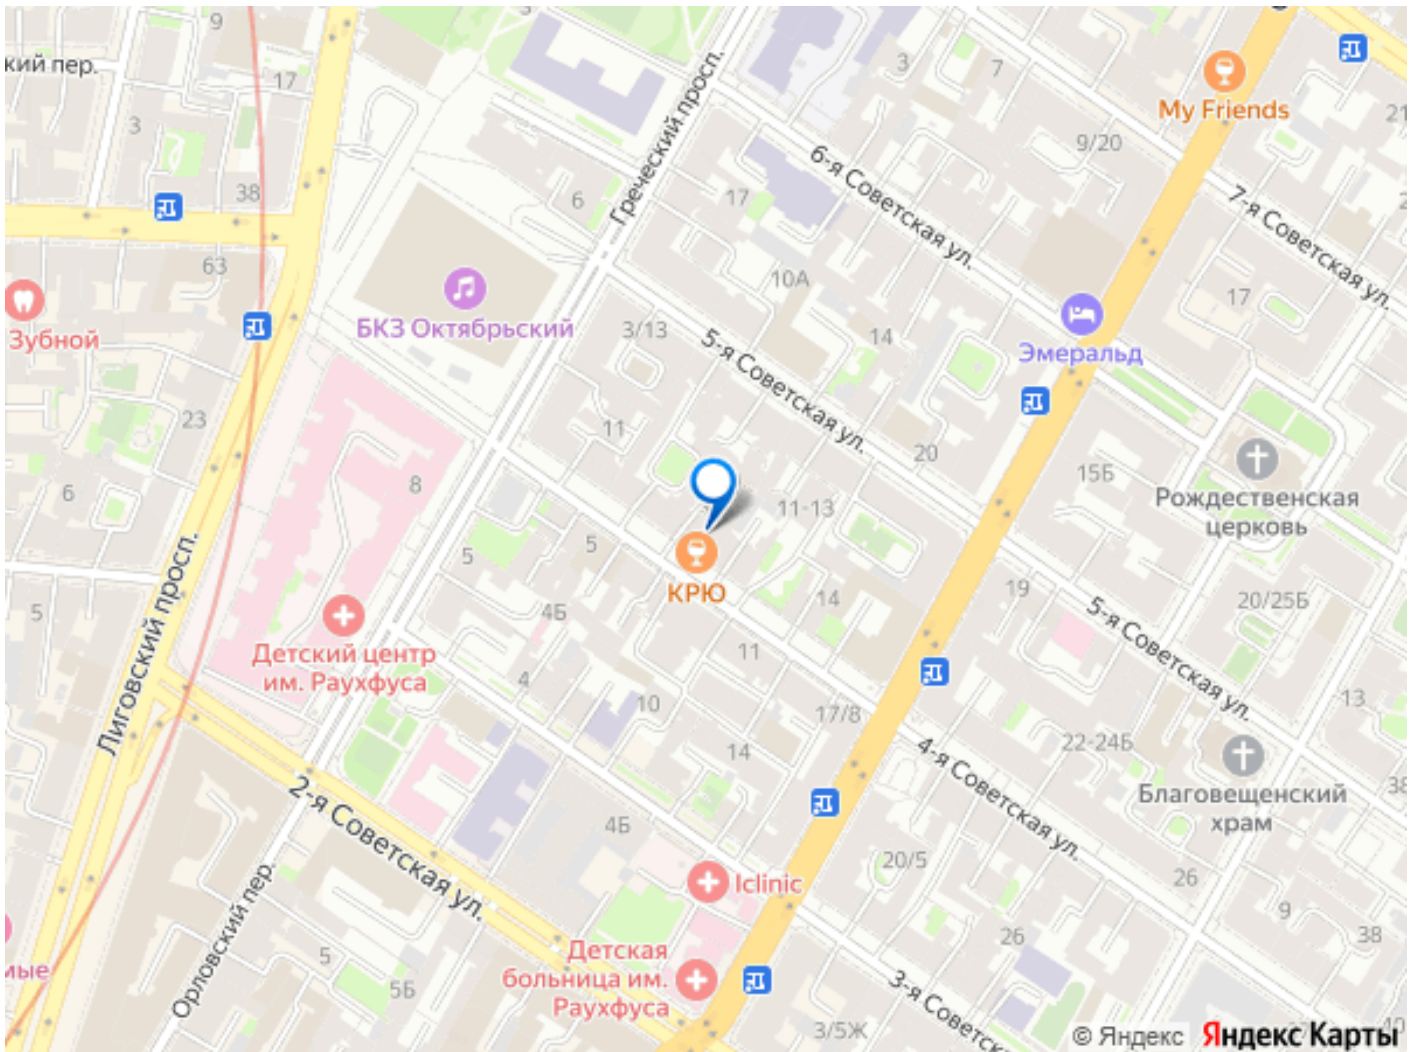 9
3
кий пер.
17
3
7
My Friends
21
3
9/20
Греческий просп.
6-я Советская ул.
17
38
6
7-я Советская ул.
63
10А
17
Зубной
БКЗ Октябрьский
3/13
14
Эмеральд
5-я Советская ул.
23
11
20
15Б
6
8
11-13
Рождественская
церковь
5
5
КРЮ
4Б
14
19
20/25Б
5
Детский центр
им. Раухфуса
11
5-я Советская ул.
Лиговский просп.
4
10
17/8
13
22-24Б
14
4-я Советская ул.
Благовещенский
храм
38
2-я Советская ул.
4Б
20/5
26
Iclinic
9
Орловский пер.
26
38
5
Детская
больница им.
Раухфуса
мые
5Б
3-я Советск
3/5Ж
© Яндекс
Яндекс Карты
40